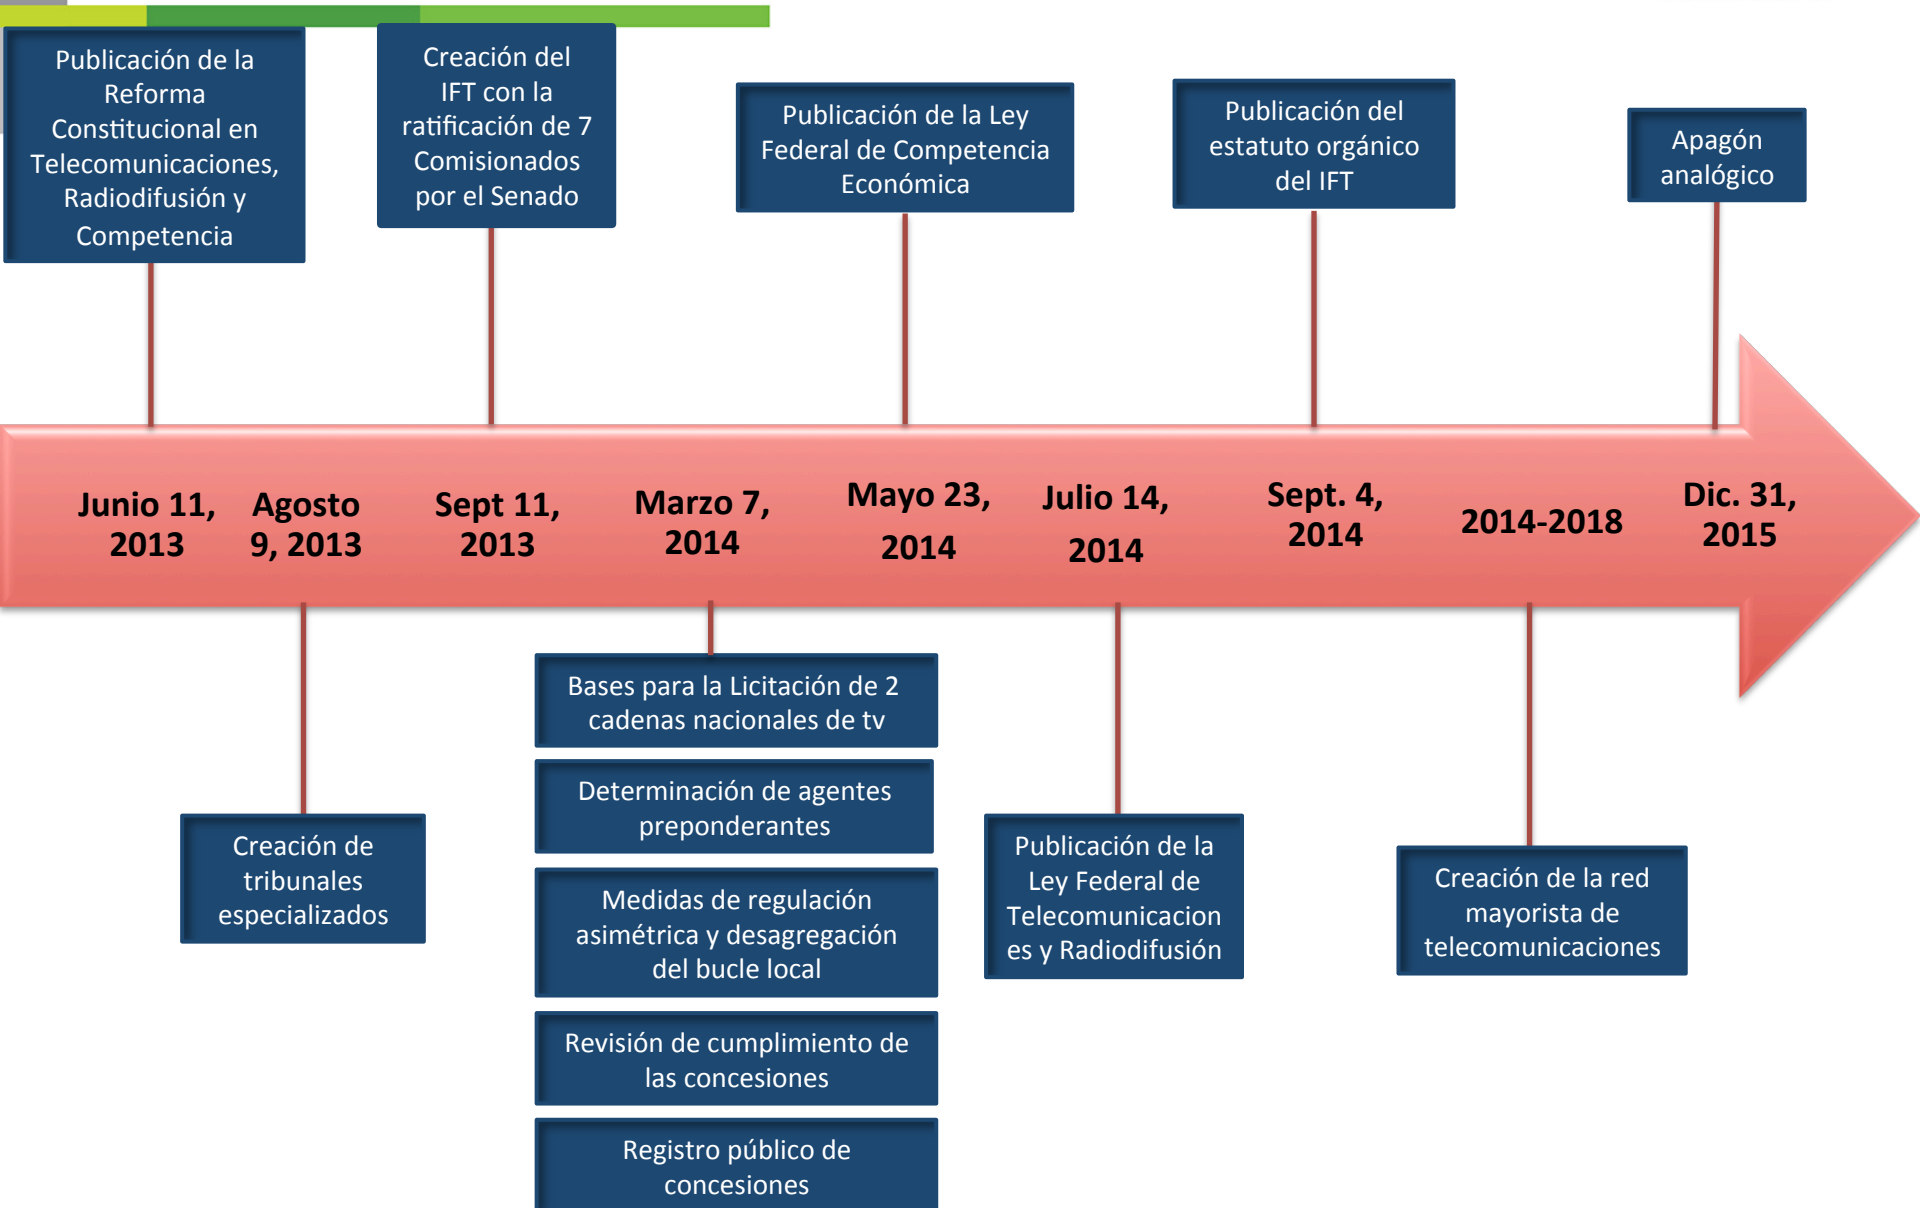 Publicación de la
Reforma
Constitucional en
Telecomunicaciones,
Radiodifusión y
Competencia
Creación del
IFT con la
ratificación de 7
Comisionados
por el Senado
Publicación de la Ley
Federal de Competencia
Económica
Publicación del
estatuto orgánico
del IFT
Apagón
analógico
Junio 11,
2013
Agosto
9, 2013
Sept 11,
2013
Marzo 7,
2014
Mayo 23,
2014
Julio 14,
2014
Sept. 4,
2014
2014-2018
Dic. 31,
2015
Creación de
tribunales
especializados
Bases para la Licitación de 2
cadenas nacionales de tv
Determinación de agentes
preponderantes
Medidas de regulación
asimétrica y desagregación
del bucle local
Revisión de cumplimiento de
las concesiones
Registro público de
concesiones
Publicación de la
Ley Federal de
Telecomunicacion
es y Radiodifusión
Creación de la red
mayorista de
telecomunicaciones